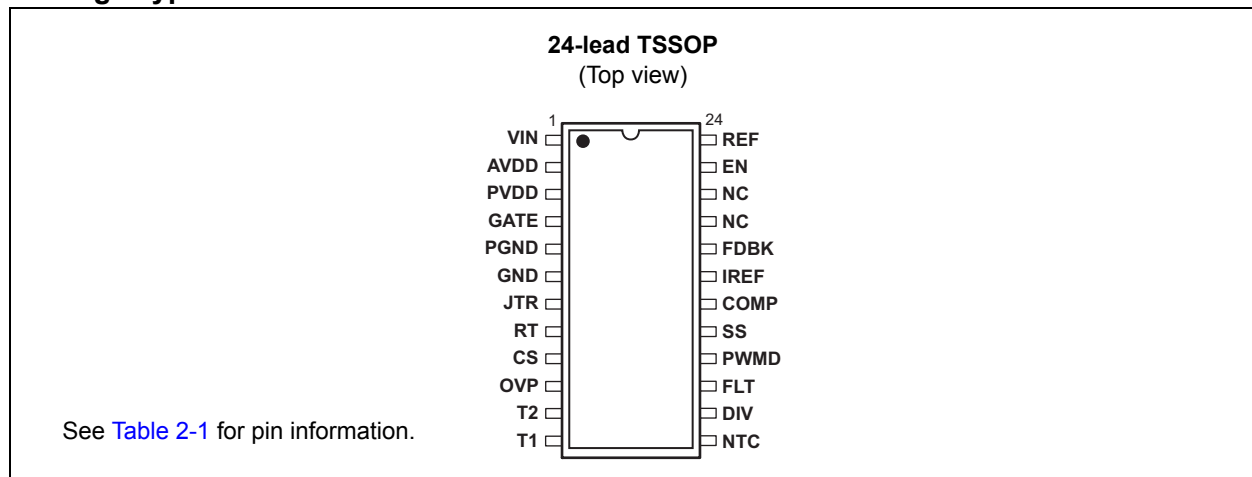 24-lead TSSOP
(Top view)
1 24
VIN REF
AVDD EN
PVDD NC
GATE NC
PGND FDBK
GND IREF
JTR COMP
RT SS
CS PWMD
OVP FLT
T2 DIV
T1 NTC
See Table 2-1 for pin information.